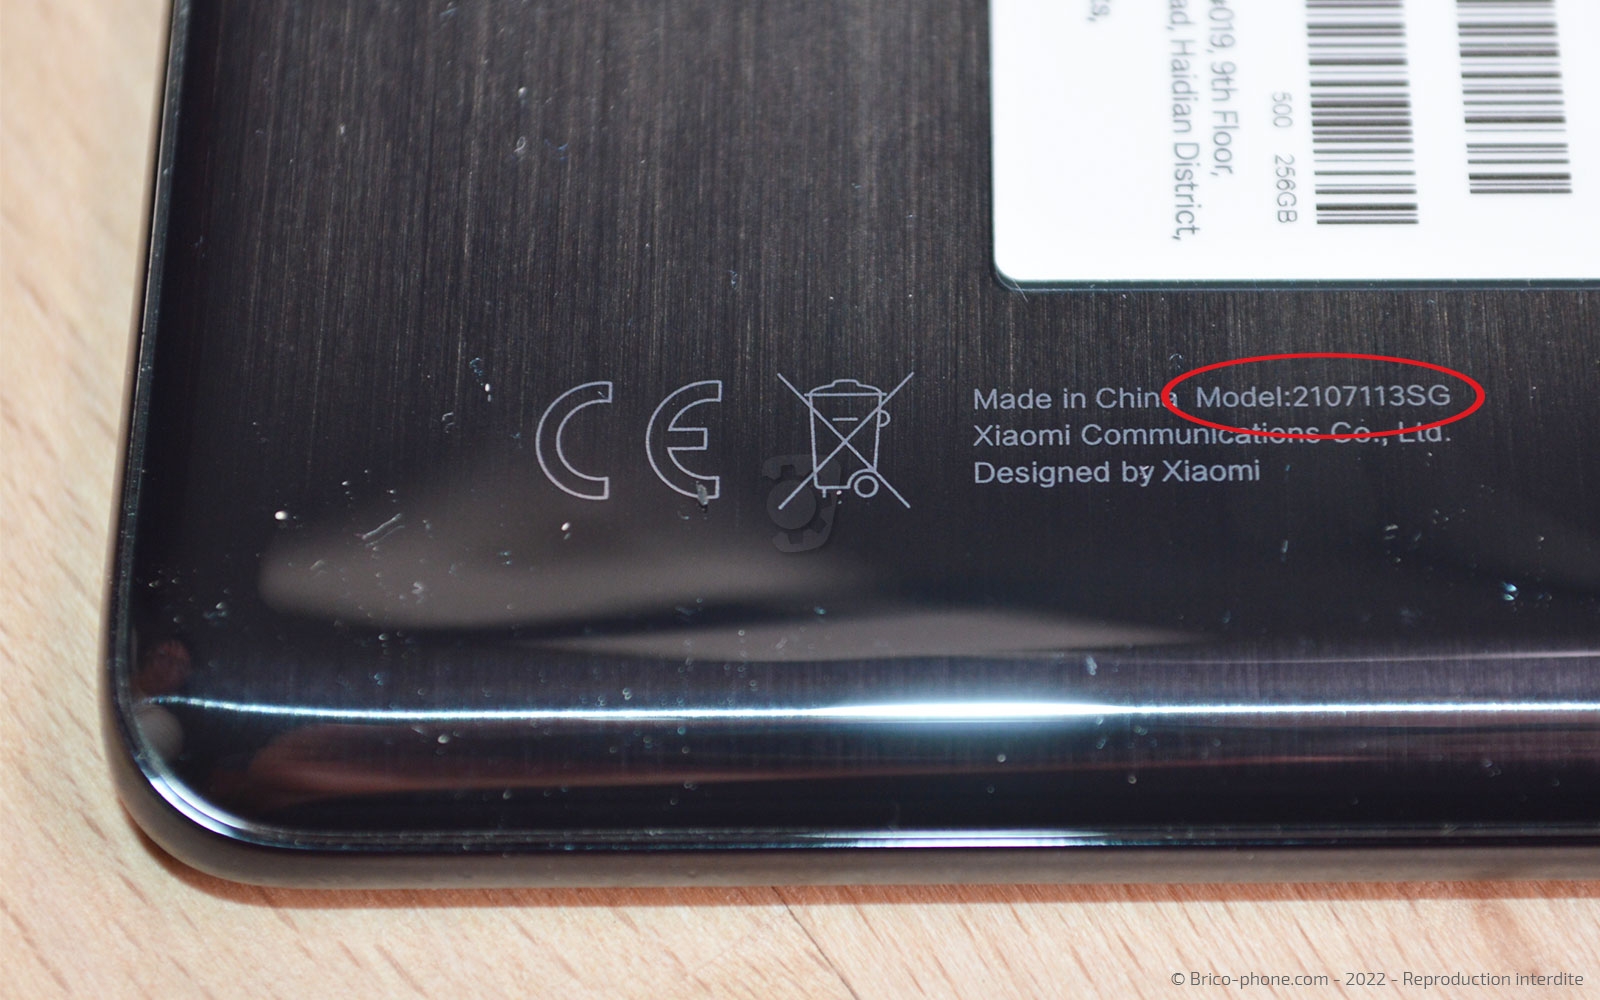 019, 9th Floor,
ad, Haidian District,
500 256GB
CE
Made in China Model:2107113SG
Xiaomi Communications Co., Ltd.
Designed by Xiaomi
© Brico-phone.com - 2022 - Reproduction interdite